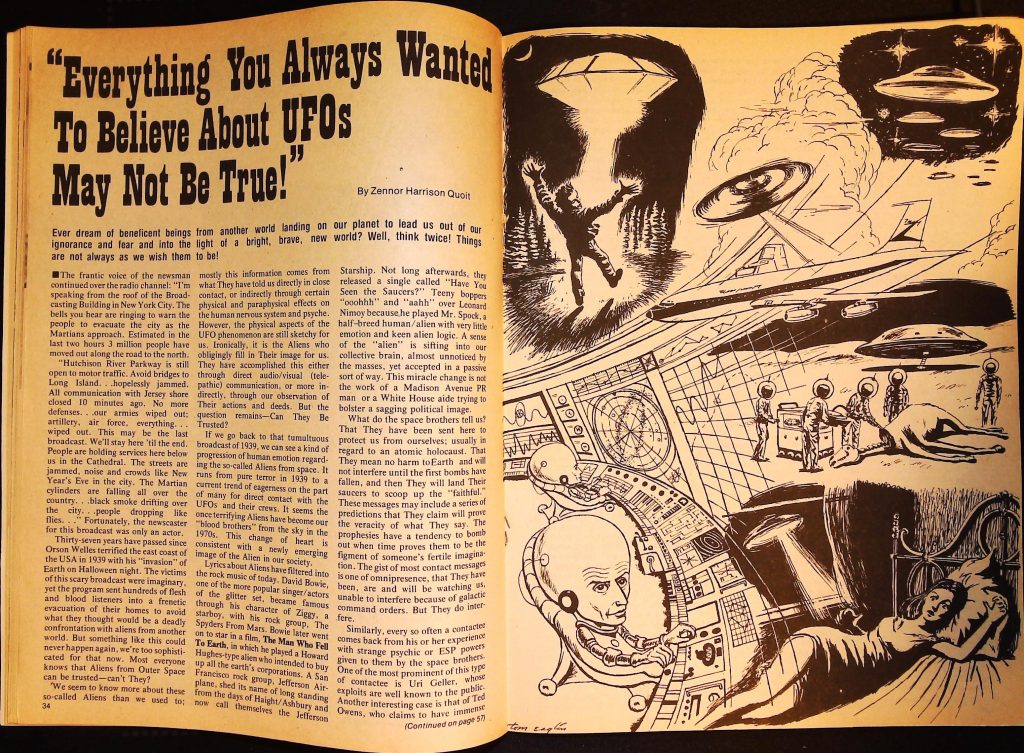 “Everything You Always Wanted
To Believe About UFOs
May Not Be True!”
By Zennor Harrison Quoit
Ever dream of beneficent beings from another world landing on our planet to lead us out of our
ignorance and fear and into the light of a bright, brave, new world? Well, think twice! Things
are not always as we wish them to be!
■The frantic voice of the newsman
continued over the radio channel: “I’m
speaking from the roof of the Broad-
casting Building in New York City. The
bells you hear are ringing to warn the
people to evacuate the city as the
Martians approach. Estimated in the
last two hours 3 million people have
moved out along the road to the north.
“Hutchison River Parkway is still
open to motor traffic. Avoid bridges to
Long Island. . .hopelessly jammed.
All communication with Jersey shore
closed 10 minutes ago. No more
defenses. . .our armies wiped out;
artillery, air force, everything. . .
wiped out. This may be the last
broadcast. We’ll stay here ’til the end.
People are holding services here below
us in the Cathedral. The streets are
jammed, noise and crowds like New
Year’s Eve in the city. The Martian
cylinders are falling all over the
country. . .black smoke drifting over
the city. . .people dropping like
flies. . .” Fortunately, the newscaster
for this broadcast was only an actor.
Thirty-seven years have passed since
Orson Welles terrified the east coast of
the USA in 1939 with his “invasion” of
Earth on Halloween night. The victims
of this scary broadcast were imaginary,
yet the program sent hundreds of flesh
and blood listeners into a frenetic
evacuation of their homes to avoid
what they thought would be a deadly
confrontation with aliens from another
world. But something like this could
never happen again, we’re too sophisti-
cated for that now. Most everyone
knows that Aliens from Outer Space
can be trusted—can’t They?
We seem to know more about these
so-called Aliens than we used to;
34
mostly this information comes from
what They have told us directly in close
contact, or indirectly through certain
physical and paraphysical effects on
the human nervous system and psyche.
However, the physical aspects of the
UFO phenomenon are still sketchy for
us. Ironically, it is the Aliens who
obligingly fill in Their image for us.
They have accomplished this either
through direct audio/visual (tele-
pathic) communication, or more in-
directly, through our observation of
Their actions and deeds. But the
question remains—Can They Be
Trusted?
If we go back to that tumultuous
broadcast of 1939, we can see a kind of
progression of human emotion regard-
ing the so-called Aliens from space. It
runs from pure terror in 1939 to a
current trend of eagerness on the part
of many for direct contact with the
UFOs and their crews. It seems the
once terrifying Aliens have become our
“blood brothers” from the sky in the
1970s. This change of heart is
consistent with a newly emerging
image of the Alien in our society.
Lyrics about Aliens have filtered into
the rock music of today. David Bowie,
one of the more popular singer/actors
of the glitter set, became famous
through his character of Ziggy, a
starboy, with his rock group, The
Spyders From Mars. Bowie later went
on to star in a film, The Man Who Fell
To Earth, in which he played a Howard
Hughes-type alien who intended to buy
up all the earth’s corporations. A San
Francisco rock group, Jefferson Air-
plane, shed its name of long standing
from the days of Haight/Ashbury and
now call themselves the Jefferson
Starship. Not long afterwards, they
released a single called “Have You
Seen the Saucers?” Teeny boppers
“ooohhh” and “aahh” over Leonard
Nimoy because,he played Mr. Spock, a
half-breed human/alien with very little
emotion and keen alien logic. A sense
of the “alien” is sifting into our
collective brain, almost unnoticed by
the masses, yet accepted in a passive
sort of way. This miracle change is not
the work of a Madison Avenue PR
man or a White House aide trying to
bolster a sagging political image.
What do the space brothers tell us?
That They have been sent here to
protect us from ourselves; usually in
regard to an atomic holocaust. That
They mean no harm to Earth and will
not interfere until the first bombs have
fallen, and then They will land Their
saucers to scoop up the “faithful.”
These messages may include a series of
predictions that They claim will prove
the veracity of what They say. The
prophesies have a tendency to bomb
out when time proves them to be the
figment of someone’s fertile imagina-
tion. The gist of most contact messages
is one of omnipresence, that They have
been, are and will be watching us,
unable to interfere because of galactic
command orders. But They do inter-
fere.
Similarly, every so often a contactee
comes back from his or her experience
with strange psychic or ESP powers
given to them by the space brothers.
One of the most prominent of this type
of contactee is Uri Geller, whose
exploits are well known to the public.
Another interesting case is that of Ted
Owens, who claims to have immense
(Continued on page 57)
tom eaglin